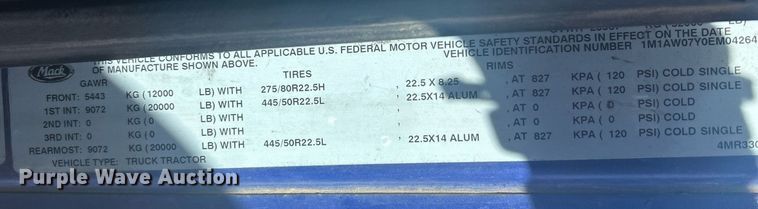 THIS VEHICLE CONFORMS TO ALL APPLICABLE U.S. FEDERAL MOTOR VEHICLE SAFETY STANDARDS IN EFFECT ON THE DATE
OF MANUFACTURE SHOWN ABOVE. VEHICLE IDENTIFICATION NUMBER 1M1AW07Y0EM04264
Mack
GAWR TIRES RIMS
FRONT: 5443 KG (12000 LB) WITH 275/80R22.5H , 22.5 X 8.25 , AT 827 KPA ( 120 PSI) COLD SINGLE
1ST INT: 9072 KG (20000 LB) WITH 445/50R22.5L , 22.5X14 ALUM , AT 827 KPA ( 120 PSI) COLD SINGLE
2ND INT: 0 KG (0 LB) WITH , AT 0 KPA ( 0 PSI) COLD
3RD INT: 0 KG (0 LB) WITH , AT 0 KPA ( 0 PSI) COLD
REARMOST: 9072 KG (20000 LB) WITH 445/50R22.5L , 22.5X14 ALUM , AT 827 KPA ( 120 PSI) COLD SINGLE
VEHICLE TYPE: TRUCK TRACTOR 4MR330
Purple Wave Auction